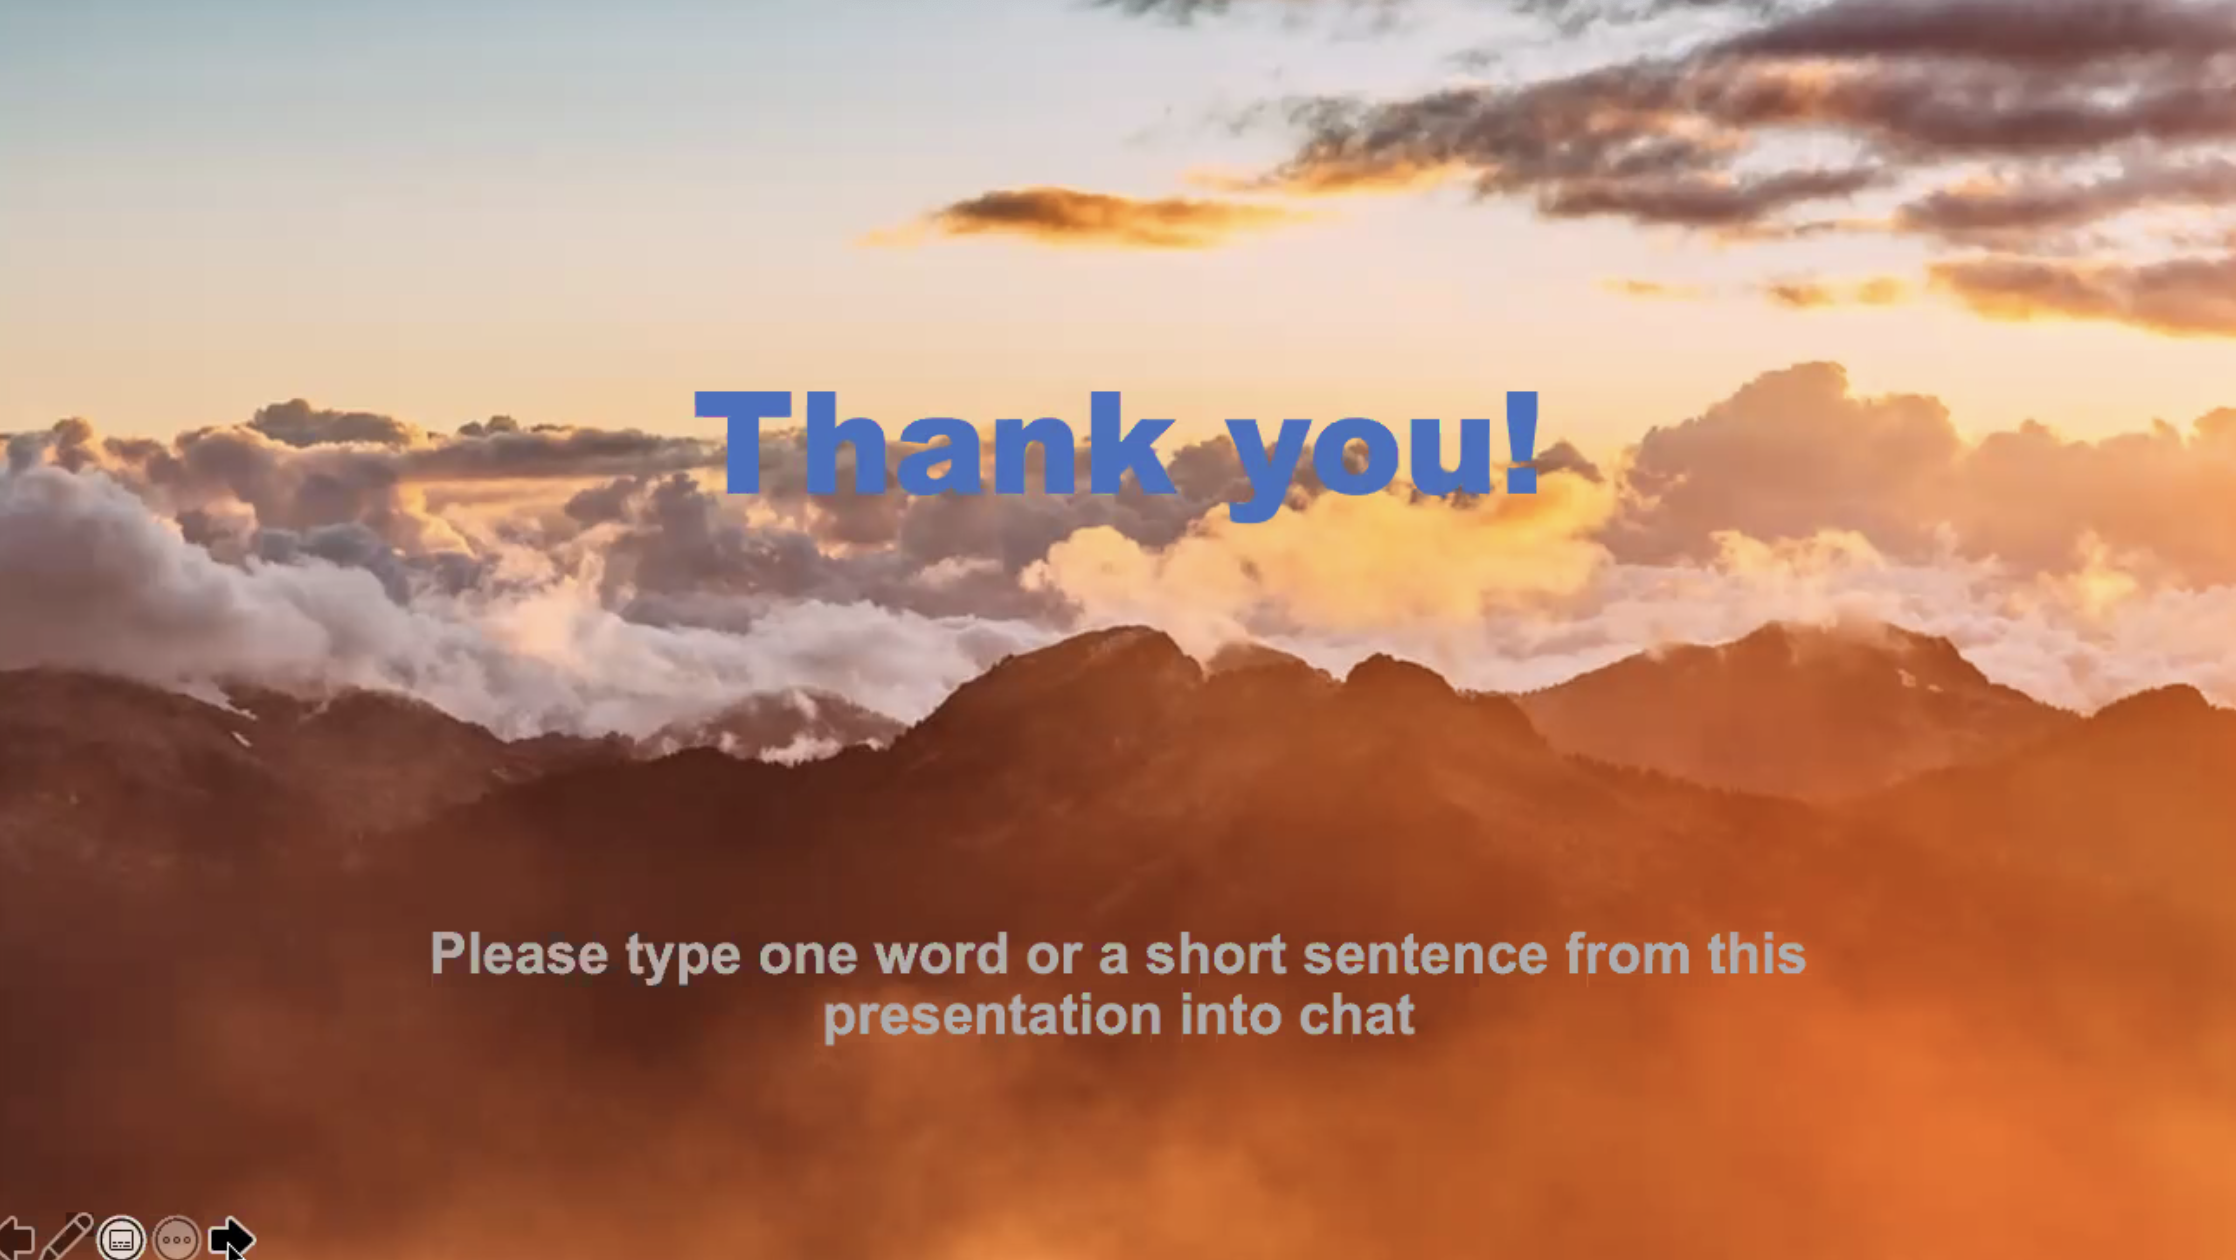 Thank you!
Please type one word or a short sentence from this
presentation into chat